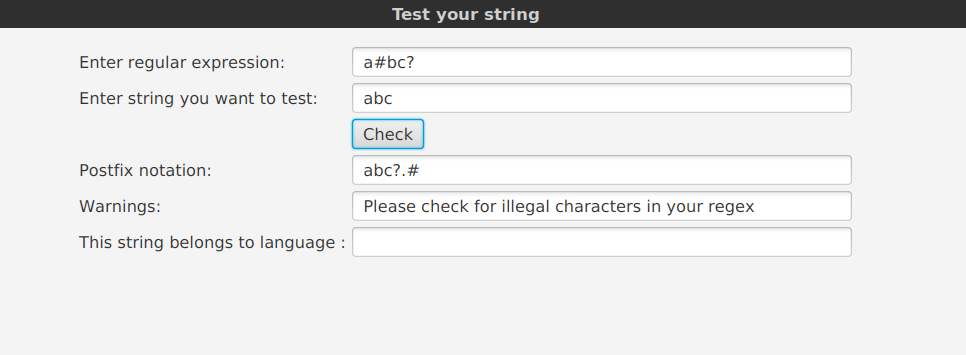 Test your string
Enter regular expression: a#bc?
Enter string you want to test: abc
Check
Postfix notation: abc?.#
Warnings: Please check for illegal characters in your regex
This string belongs to language :